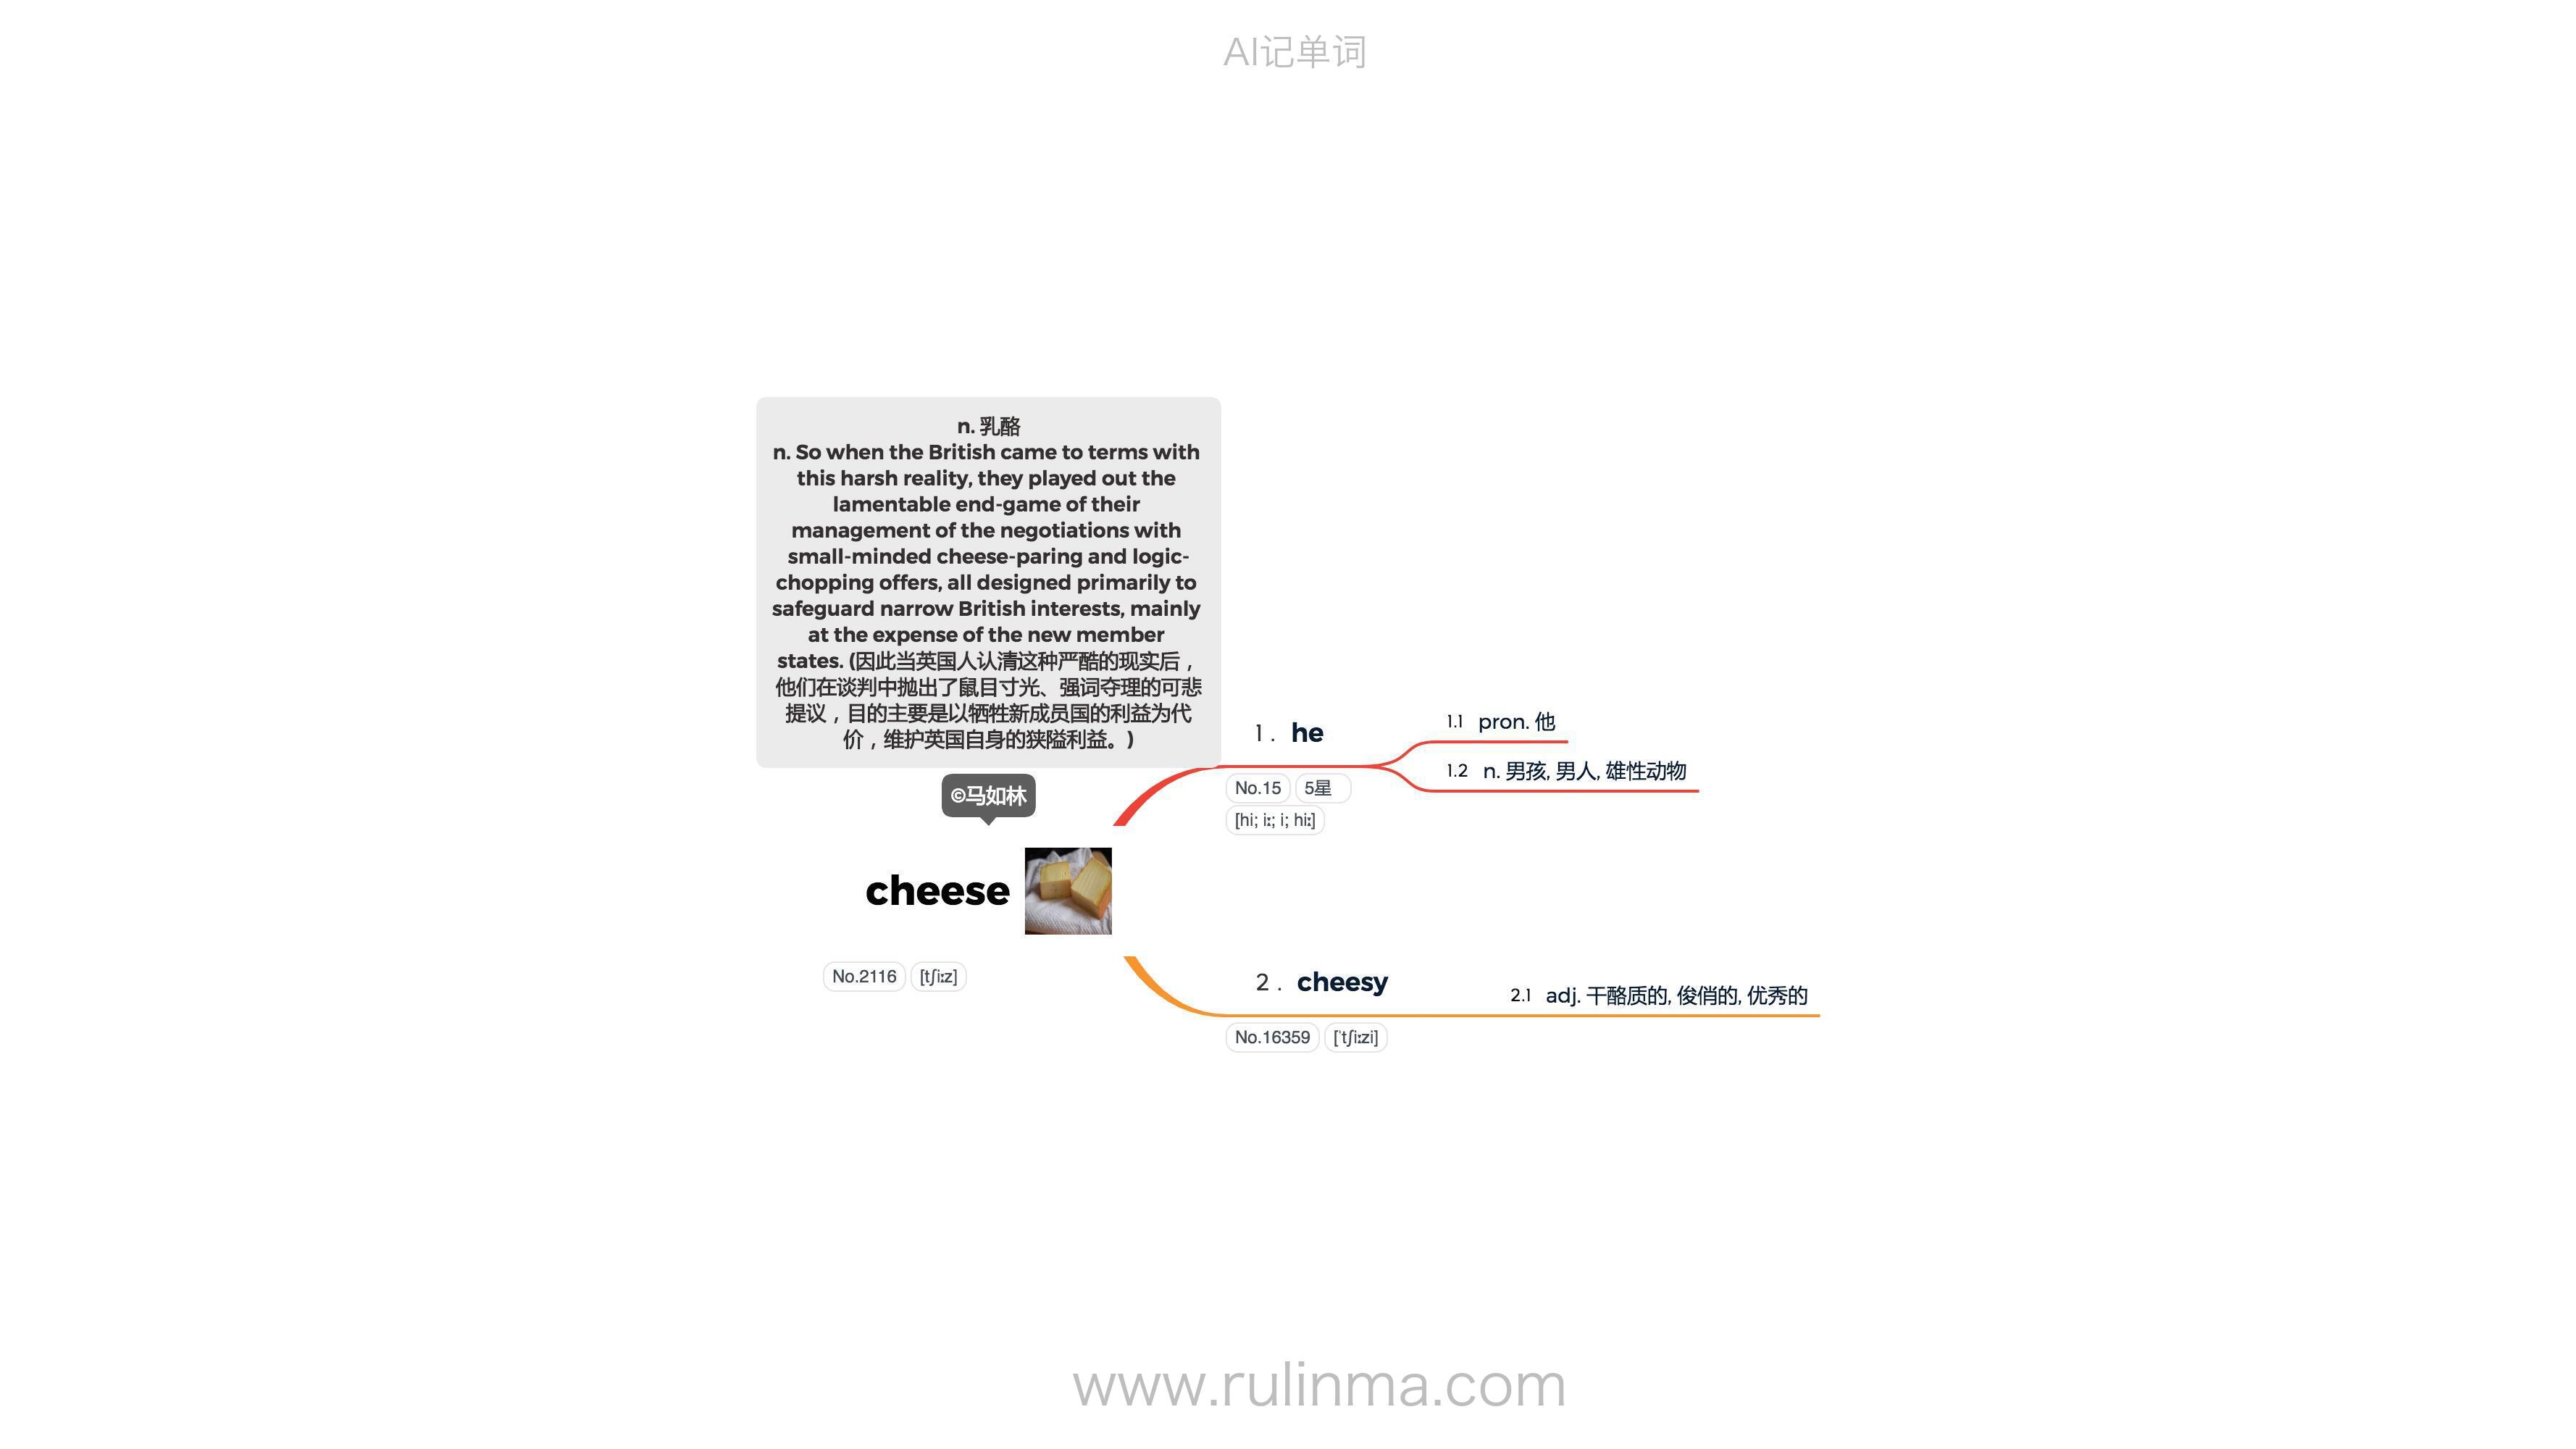 AI记单词
n. 乳酪
n. So when the British came to terms with
this harsh reality, they played out the
lamentable end-game of their
management of the negotiations with
small-minded cheese-paring and logic-
chopping offers, all designed primarily to
safeguard narrow British interests, mainly
at the expense of the new member
states. (因此当英国人认清这种严酷的现实后，
他们在谈判中抛出了鼠目寸光、强词夺理的可悲
提议，目的主要是以牺牲新成员国的利益为代
价，维护英国自身的狭隘利益。)
©马如林
cheese
No.2116 [tʃiːz]
1. he
No.15 5星
[hi; iː; i; hiː]
1.1 pron. 他
1.2 n. 男孩, 男人, 雄性动物
2. cheesy
No.16359 [ˈtʃiːzi]
2.1 adj. 干酪质的, 俊俏的, 优秀的
www.rulinma.com